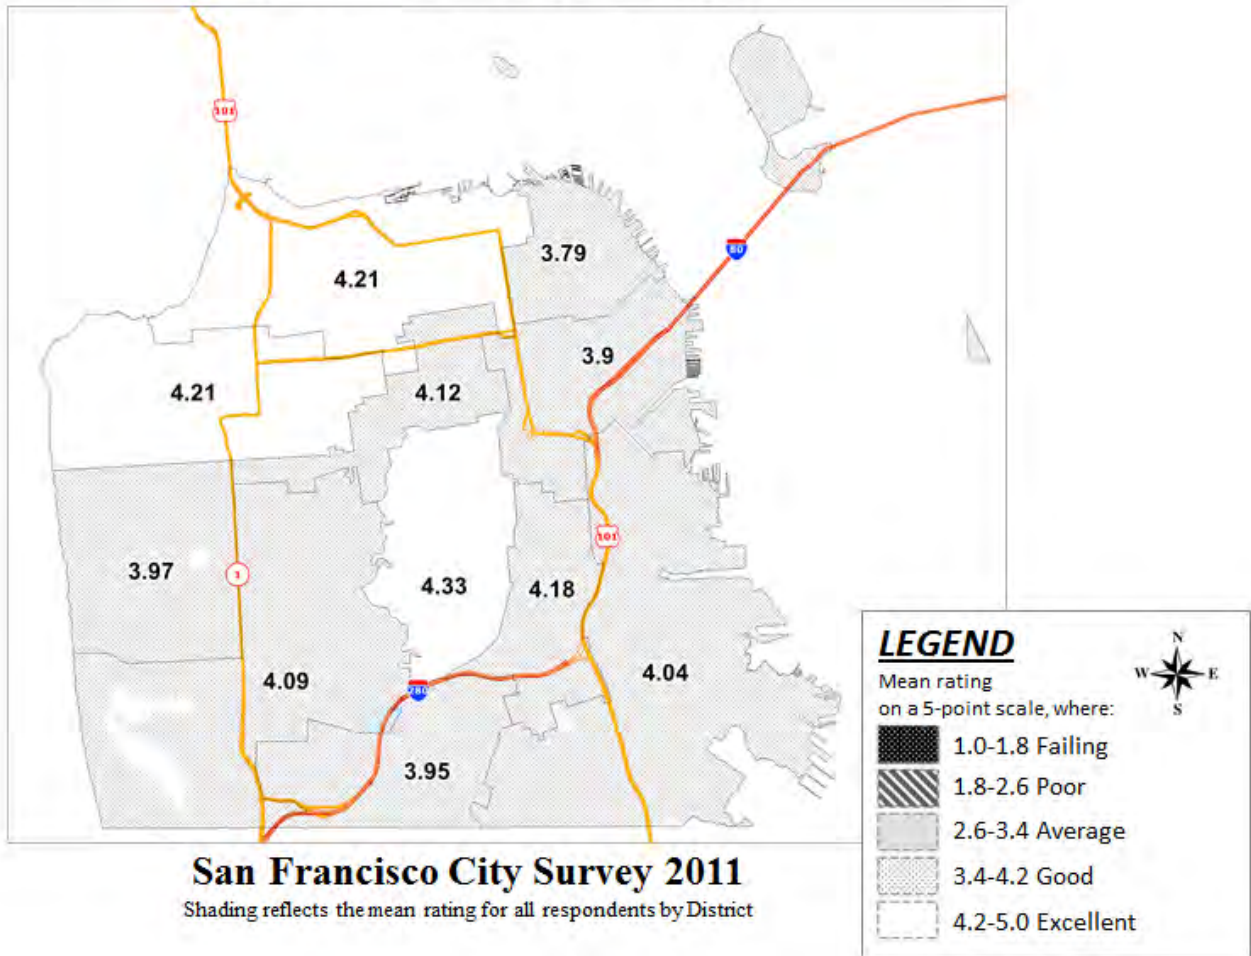 101
80
3.79
4.21
3.9
4.21
4.12
101
3.97
1
4.33
4.18
4.09
280
4.04
3.95
LEGEND
Mean rating
on a 5-point scale, where:
1.0-1.8 Failing
1.8-2.6 Poor
2.6-3.4 Average
3.4-4.2 Good
4.2-5.0 Excellent
N
W E
S
San Francisco City Survey 2011
Shading reflects the mean rating for all respondents by District